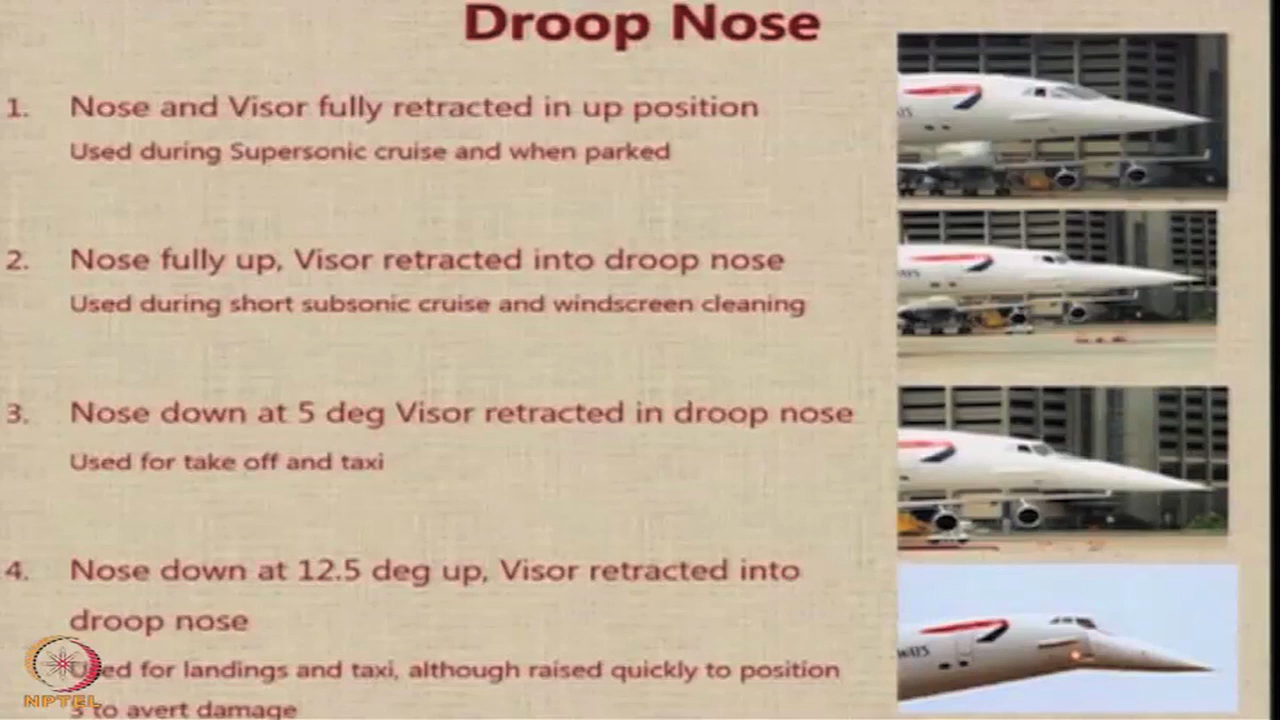 Droop Nose
1. Nose and Visor fully retracted in up position
Used during Supersonic cruise and when parked
2. Nose fully up, Visor retracted into droop nose
Used during short subsonic cruise and windscreen cleaning
3. Nose down at 5 deg Visor retracted in droop nose
Used for take off and taxi
4. Nose down at 12.5 deg up, Visor retracted into
droop nose
Used for landings and taxi, although raised quickly to position
3 to avert damage
NPTEL
WAYS